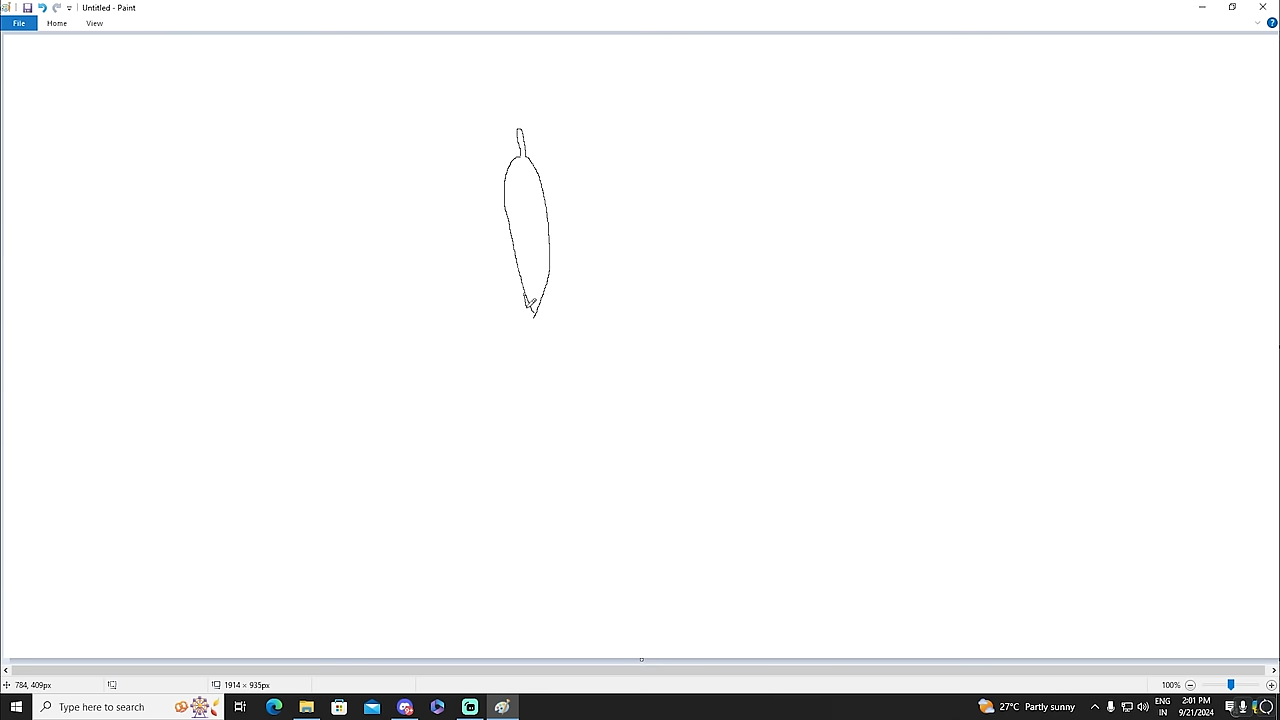 Untitled - Paint
File Home View
784, 409px 1914 × 935px 100%
Type here to search 27°C Partly sunny ENG IN 2:01 PM 9/21/2024